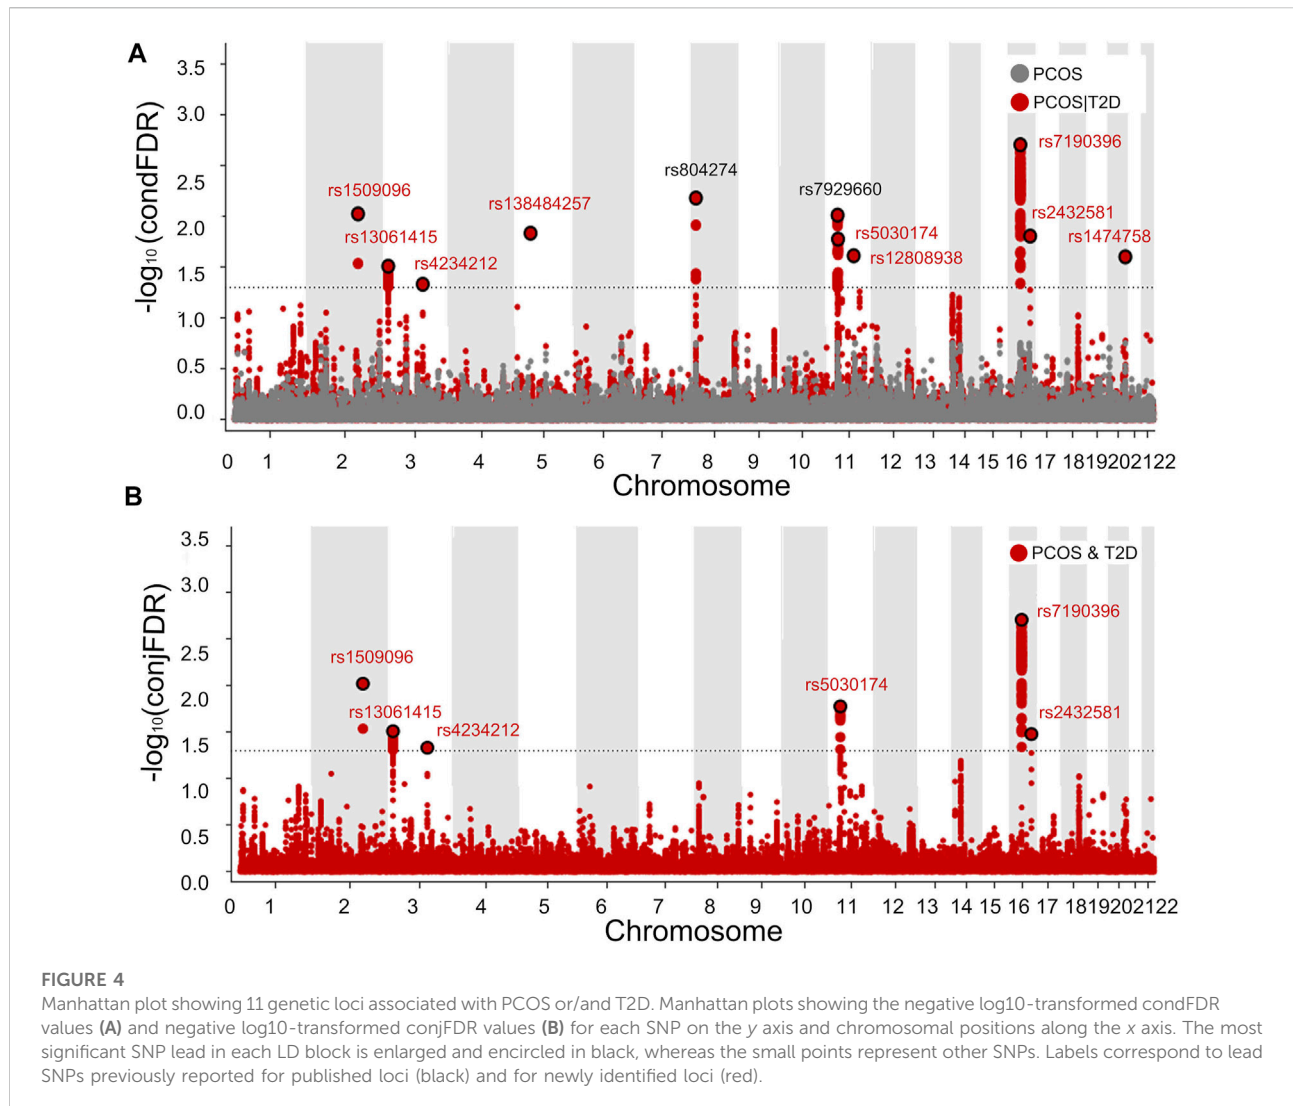 A
3.5
3.0
2.5
2.0
1.5
1.0
0.5
0.0
-log10(condFDR)
PCOS
PCOS|T2D
rs7190396
rs804274
rs1509096
rs7929660
rs138484257
rs2432581
rs13061415
rs5030174
rs1474758
rs4234212
rs12808938
0 1 2 3 4 5 6 7 8 9 10 11 12 13 14 15 16 17 18 19 20 21 22
Chromosome
B
3.5
3.0
2.5
2.0
1.5
1.0
0.5
0.0
-log10(conjFDR)
PCOS & T2D
rs7190396
rs1509096
rs5030174
rs13061415
rs2432581
rs4234212
0 1 2 3 4 5 6 7 8 9 10 11 12 13 14 15 16 17 18 19 20 21 22
Chromosome
FIGURE 4
Manhattan plot showing 11 genetic loci associated with PCOS or/and T2D. Manhattan plots showing the negative log10-transformed condFDR
values (A) and negative log10-transformed conjFDR values (B) for each SNP on the y axis and chromosomal positions along the x axis. The most
significant SNP lead in each LD block is enlarged and encircled in black, whereas the small points represent other SNPs. Labels correspond to lead
SNPs previously reported for published loci (black) and for newly identified loci (red).